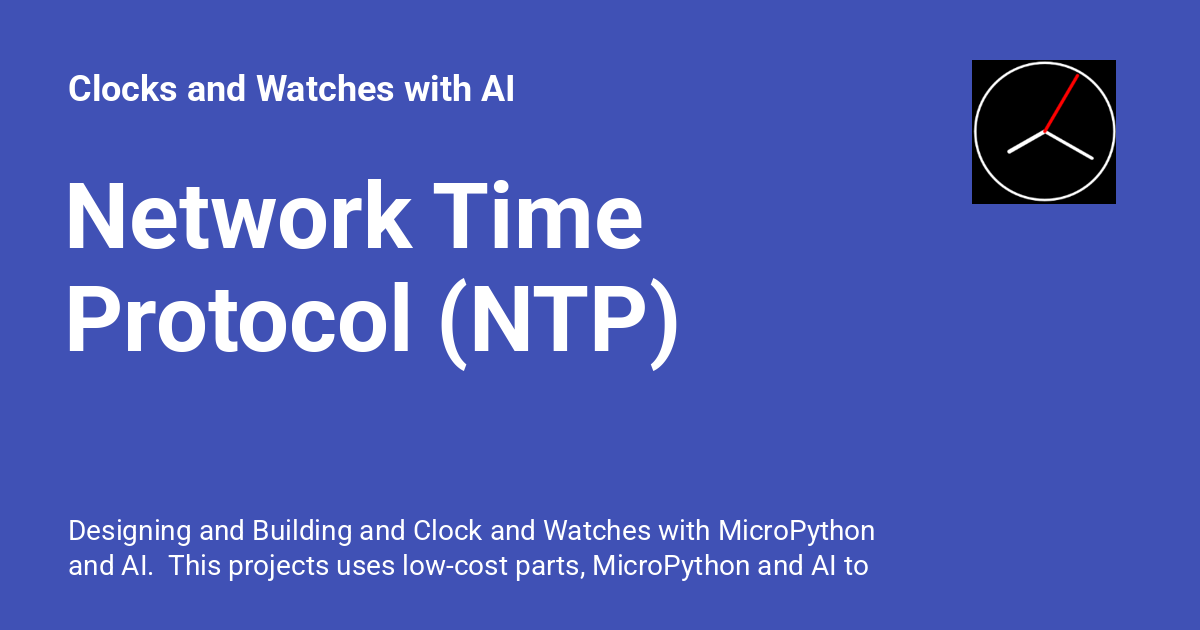 Clocks and Watches with AI
Network Time
Protocol (NTP)
Designing and Building and Clock and Watches with MicroPython
and AI.  This projects uses low-cost parts, MicroPython and AI to